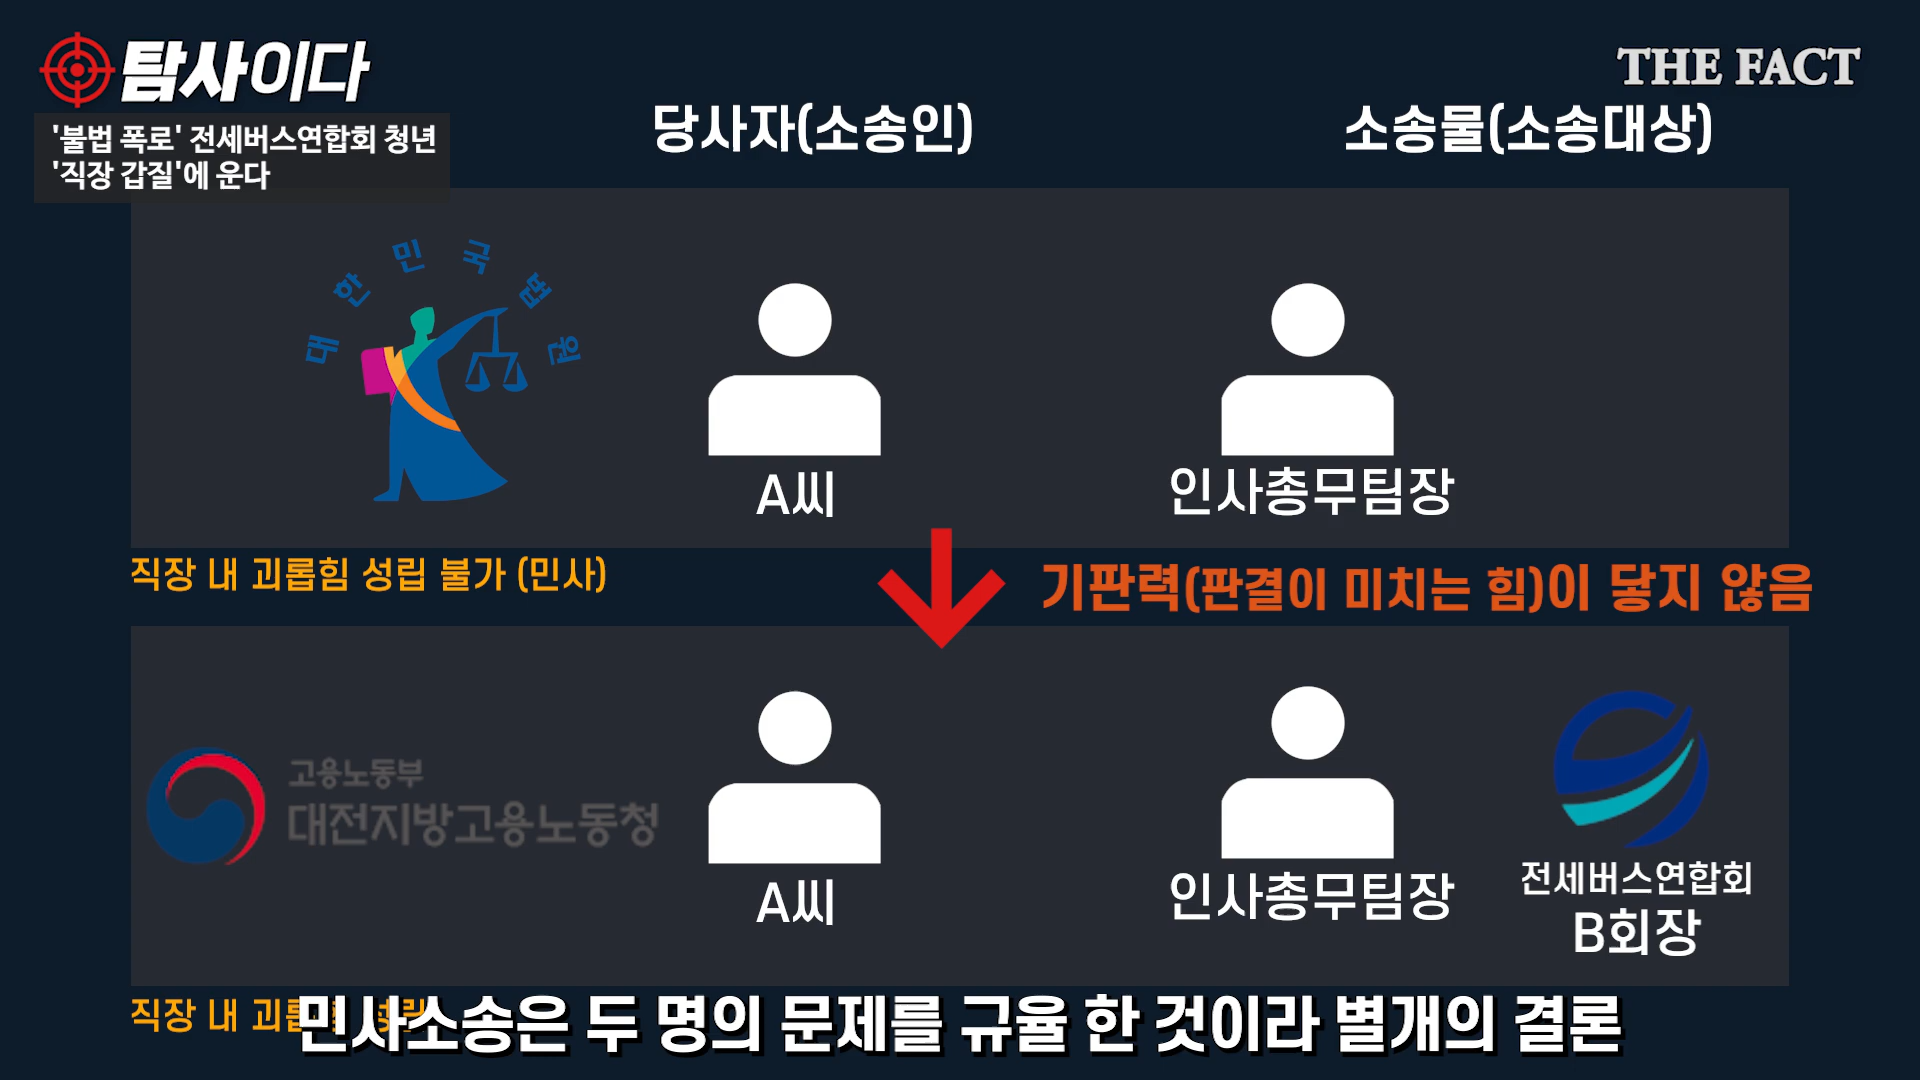 탐사이다
THE FACT
'불법 폭로' 전세버스연합회 청년
'직장 갑질'에 운다
당사자(소송인)
소송물(소송대상)
대한민국법원
A씨
인사총무팀장
직장 내 괴롭힘 성립 불가 (민사)
기판력(판결이 미치는 힘)이 닿지 않음
고용노동부
대전지방고용노동청
A씨
인사총무팀장
전세버스연합회
B회장
직장 내
민사소송은 두 명의 문제를 규율 한 것이라 별개의 결론